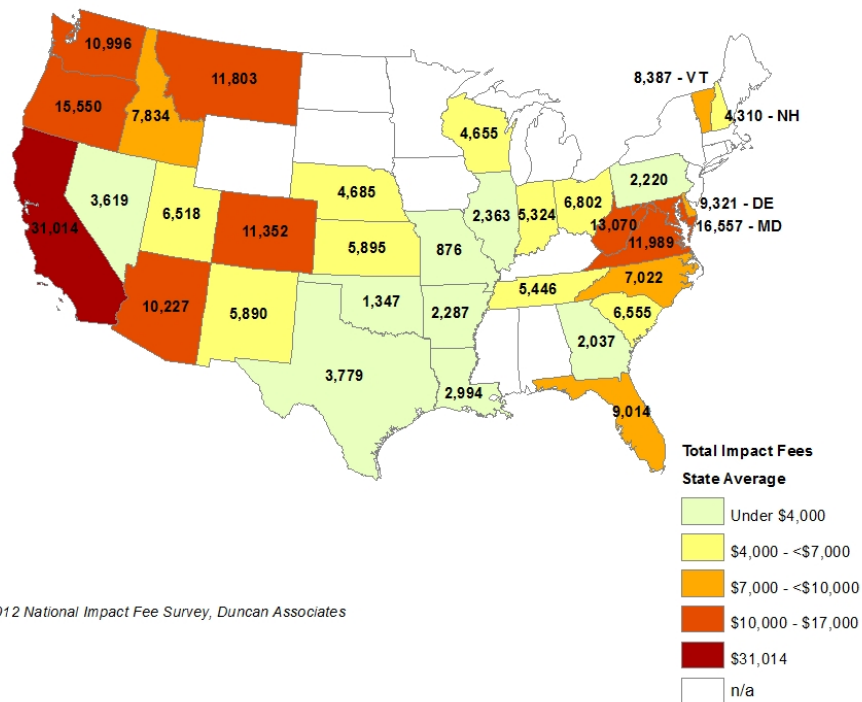 10,996
11,803
8,387 - VT
15,550
7,834
4,310 - NH
4,655
3,619
4,685
2,220
6,518
2,363
5,324
6,802
9,321 - DE
31,014
11,352
13,070
16,557 - MD
5,895
876
11,989
7,022
10,227
5,890
1,347
2,287
5,446
6,555
2,037
3,779
2,994
9,014
Total Impact Fees
State Average
Under $4,000
$4,000 - <$7,000
$7,000 - <$10,000
$10,000 - $17,000
$31,014
n/a
012 National Impact Fee Survey, Duncan Associates